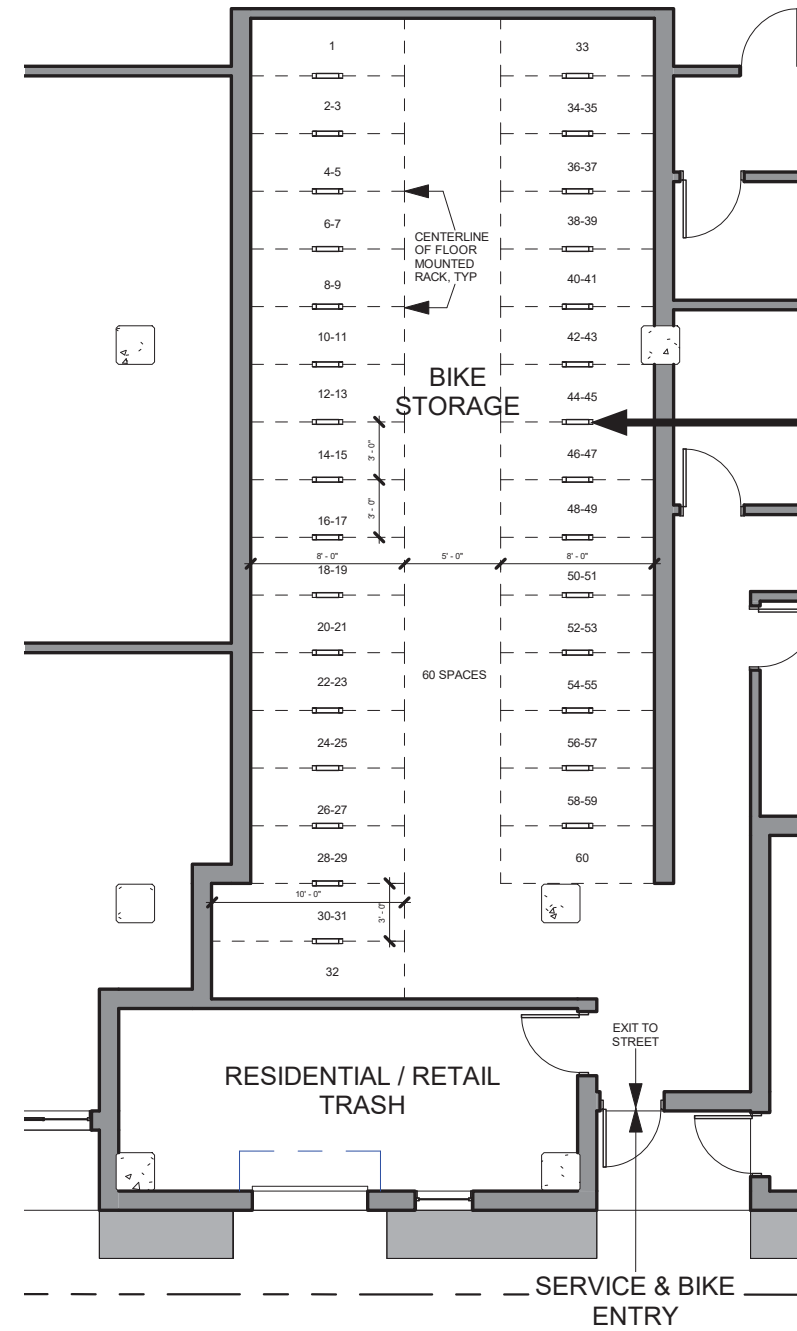 1
33
2-3
34-35
4-5
36-37
6-7
38-39
CENTERLINE
OF FLOOR
MOUNTED
RACK, TYP
8-9
40-41
10-11
42-43
BIKE
STORAGE
12-13
44-45
14-15
3' - 0"
46-47
16-17
3' - 0"
48-49
8' - 0"
5' - 0"
8' - 0"
18-19
50-51
20-21
52-53
22-23
60 SPACES
54-55
24-25
56-57
26-27
58-59
28-29
60
10' - 0"
30-31
3' - 0"
32
EXIT TO
STREET
RESIDENTIAL / RETAIL
TRASH
SERVICE & BIKE
ENTRY